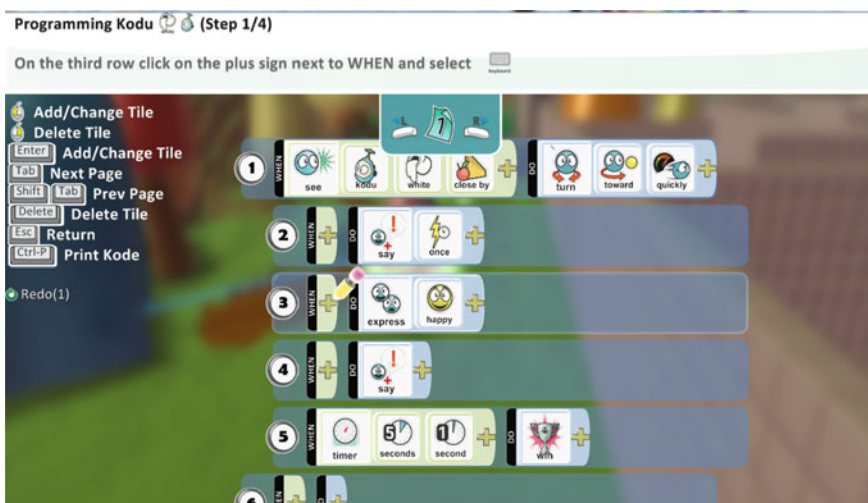 Programming Kodu (Step 1/4)
On the third row click on the plus sign next to WHEN and select
keyboard
Add/Change Tile
Delete Tile
Enter Add/Change Tile
Tab Next Page
Shift Tab Prev Page
Delete Delete Tile
Esc Return
Ctrl-P Print Kode
Redo(1)
L 1 R
1 WHEN see kodu white close by DO turn toward quickly
2 WHEN DO say once
3 WHEN DO express happy
4 WHEN DO say
5 WHEN timer 5 seconds 1 second DO win
6